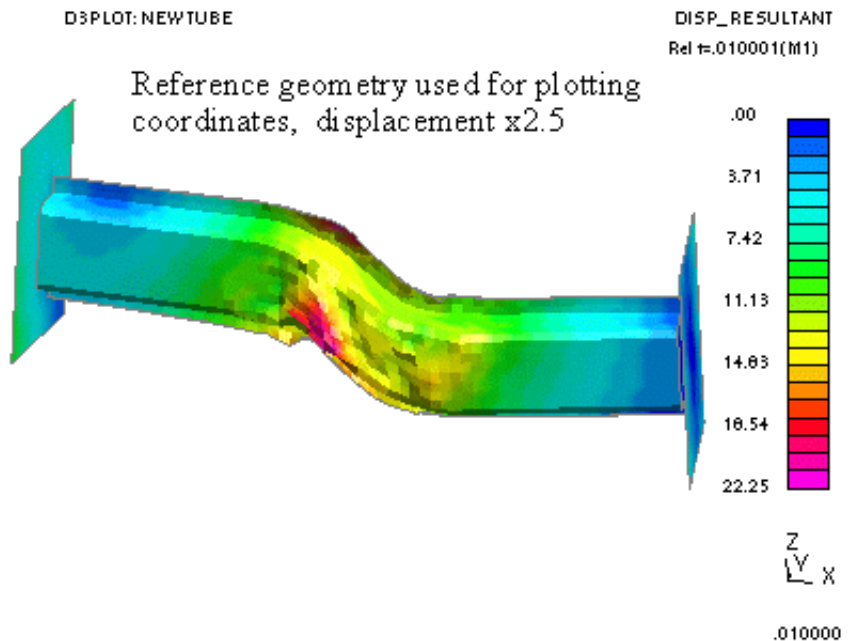 D3PLOT: NEWTUBE
DISP_RESULTANT
Rel t=.010001(M1)
Reference geometry used for plotting
coordinates, displacement x2.5
.00
3.71
7.42
11.13
14.83
18.54
22.25
Z
Y
X
.010000